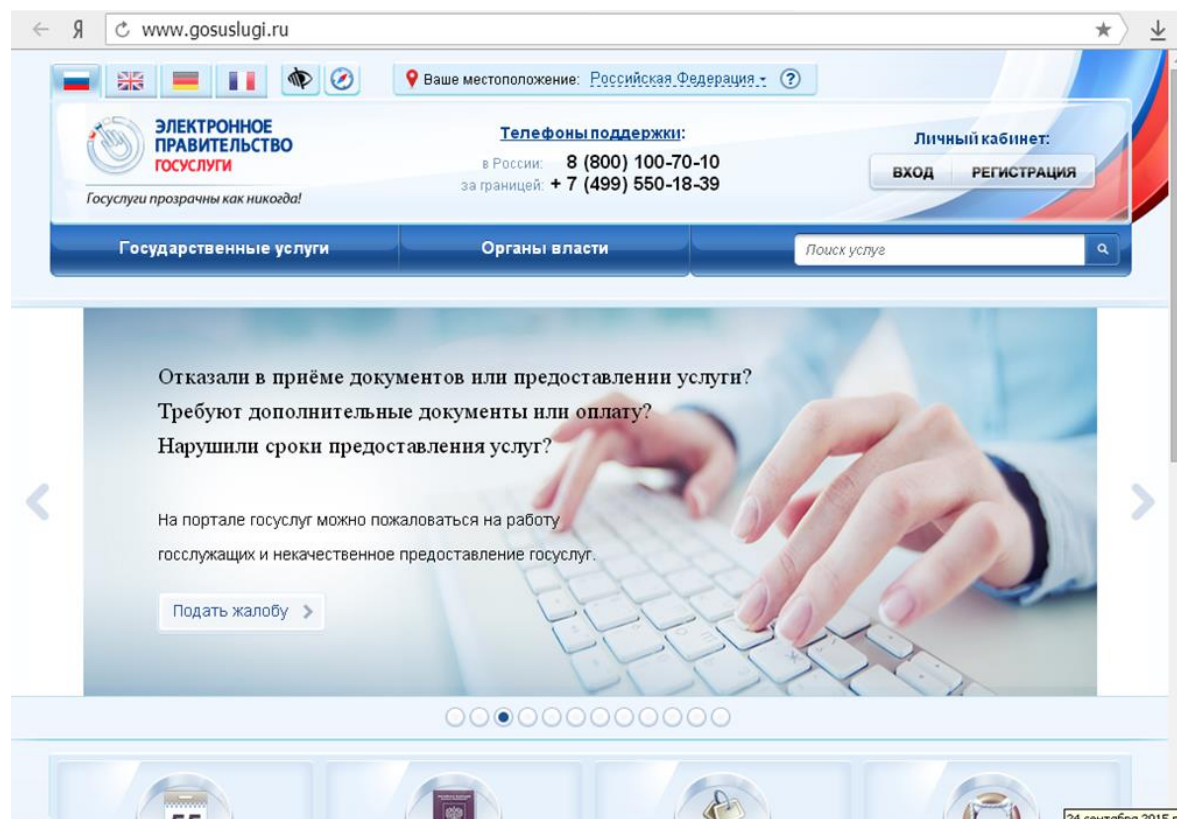 Я www.gosuslugi.ru
Ваше местоположение: Российская Федерация ?
ЭЛЕКТРОННОЕ
ПРАВИТЕЛЬСТВО
ГОСУСЛУГИ
Госуслуги прозрачны как никогда!
Телефоны поддержки:
в России: 8 (800) 100-70-10
за границей: + 7 (499) 550-18-39
Личный кабинет:
ВХОД РЕГИСТРАЦИЯ
Государственные услуги Органы власти Поиск услуг
Отказали в приёме документов или предоставлении услуги?
Требуют дополнительные документы или оплату?
Нарушили сроки предоставления услуг?
На портале госуслуг можно пожаловаться на работу
госслужащих и некачественное предоставление госуслуг.
Подать жалобу
24 сентября 2015